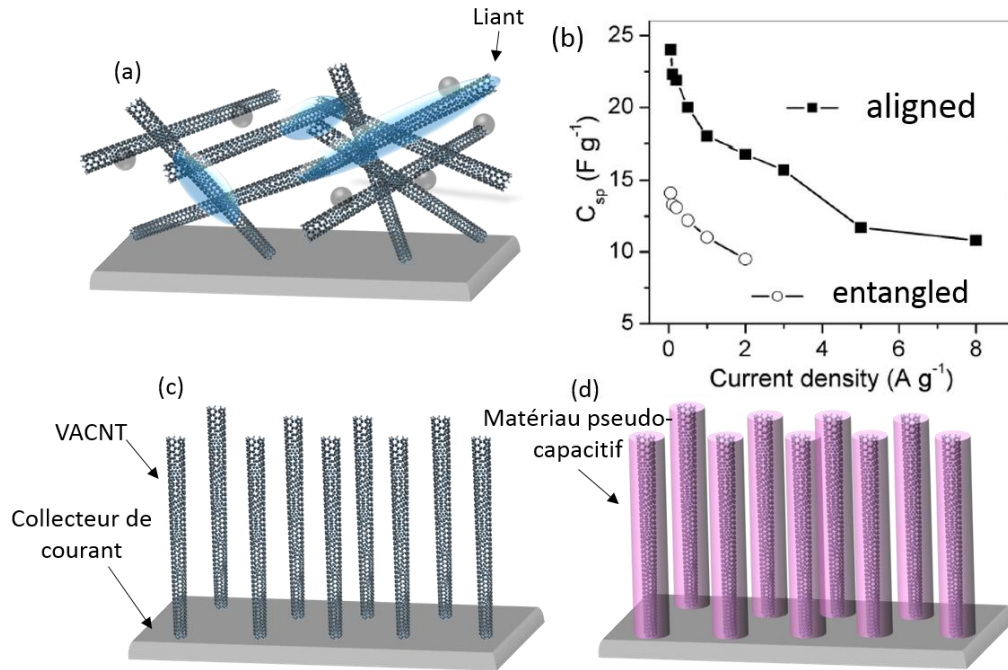 Liant
(a)
(b)
25
20
15
10
5
C_sp (F g⁻¹)
aligned
entangled
0
2
4
6
8
Current density (A g⁻¹)
(c)
VACNT
Collecteur de
courant
(d)
Matériau pseudo-
capacitif